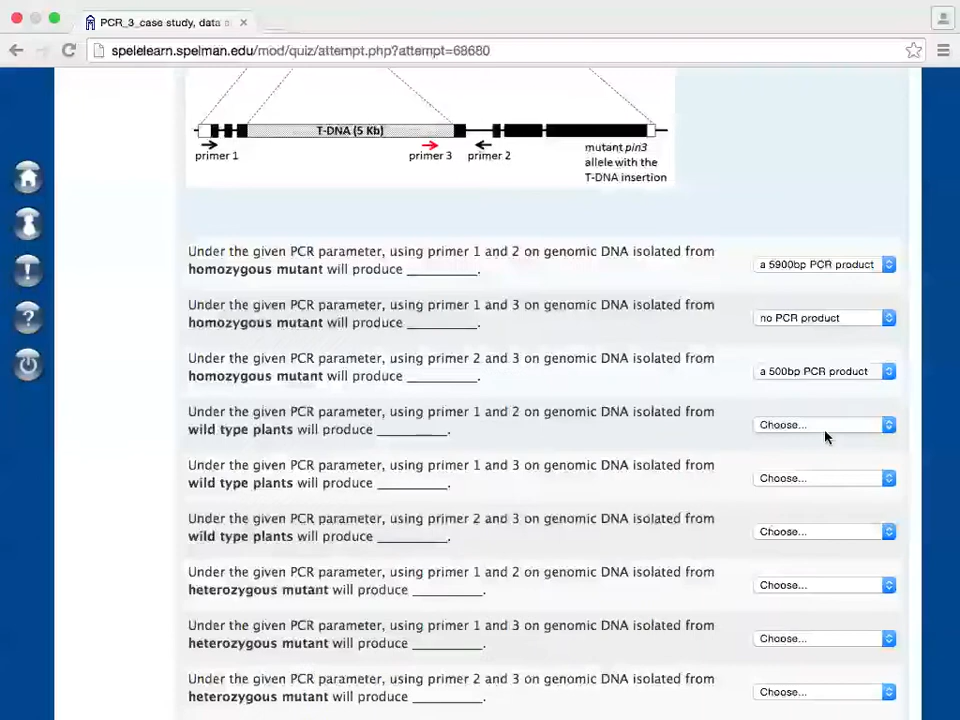 PCR_3_case study, data a
spelelearn.spelman.edu/mod/quiz/attempt.php?attempt=68680
T-DNA (5 Kb)
primer 1
primer 3
primer 2
mutant pin3
allele with the
T-DNA insertion
Under the given PCR parameter, using primer 1 and 2 on genomic DNA isolated from
homozygous mutant will produce __________.
a 5900bp PCR product
Under the given PCR parameter, using primer 1 and 3 on genomic DNA isolated from
homozygous mutant will produce __________.
no PCR product
Under the given PCR parameter, using primer 2 and 3 on genomic DNA isolated from
homozygous mutant will produce __________.
a 500bp PCR product
Under the given PCR parameter, using primer 1 and 2 on genomic DNA isolated from
wild type plants will produce __________.
Choose...
Under the given PCR parameter, using primer 1 and 3 on genomic DNA isolated from
wild type plants will produce __________.
Choose...
Under the given PCR parameter, using primer 2 and 3 on genomic DNA isolated from
wild type plants will produce __________.
Choose...
Under the given PCR parameter, using primer 1 and 2 on genomic DNA isolated from
heterozygous mutant will produce __________.
Choose...
Under the given PCR parameter, using primer 1 and 3 on genomic DNA isolated from
heterozygous mutant will produce __________.
Choose...
Under the given PCR parameter, using primer 2 and 3 on genomic DNA isolated from
heterozygous mutant will produce __________.
Choose...